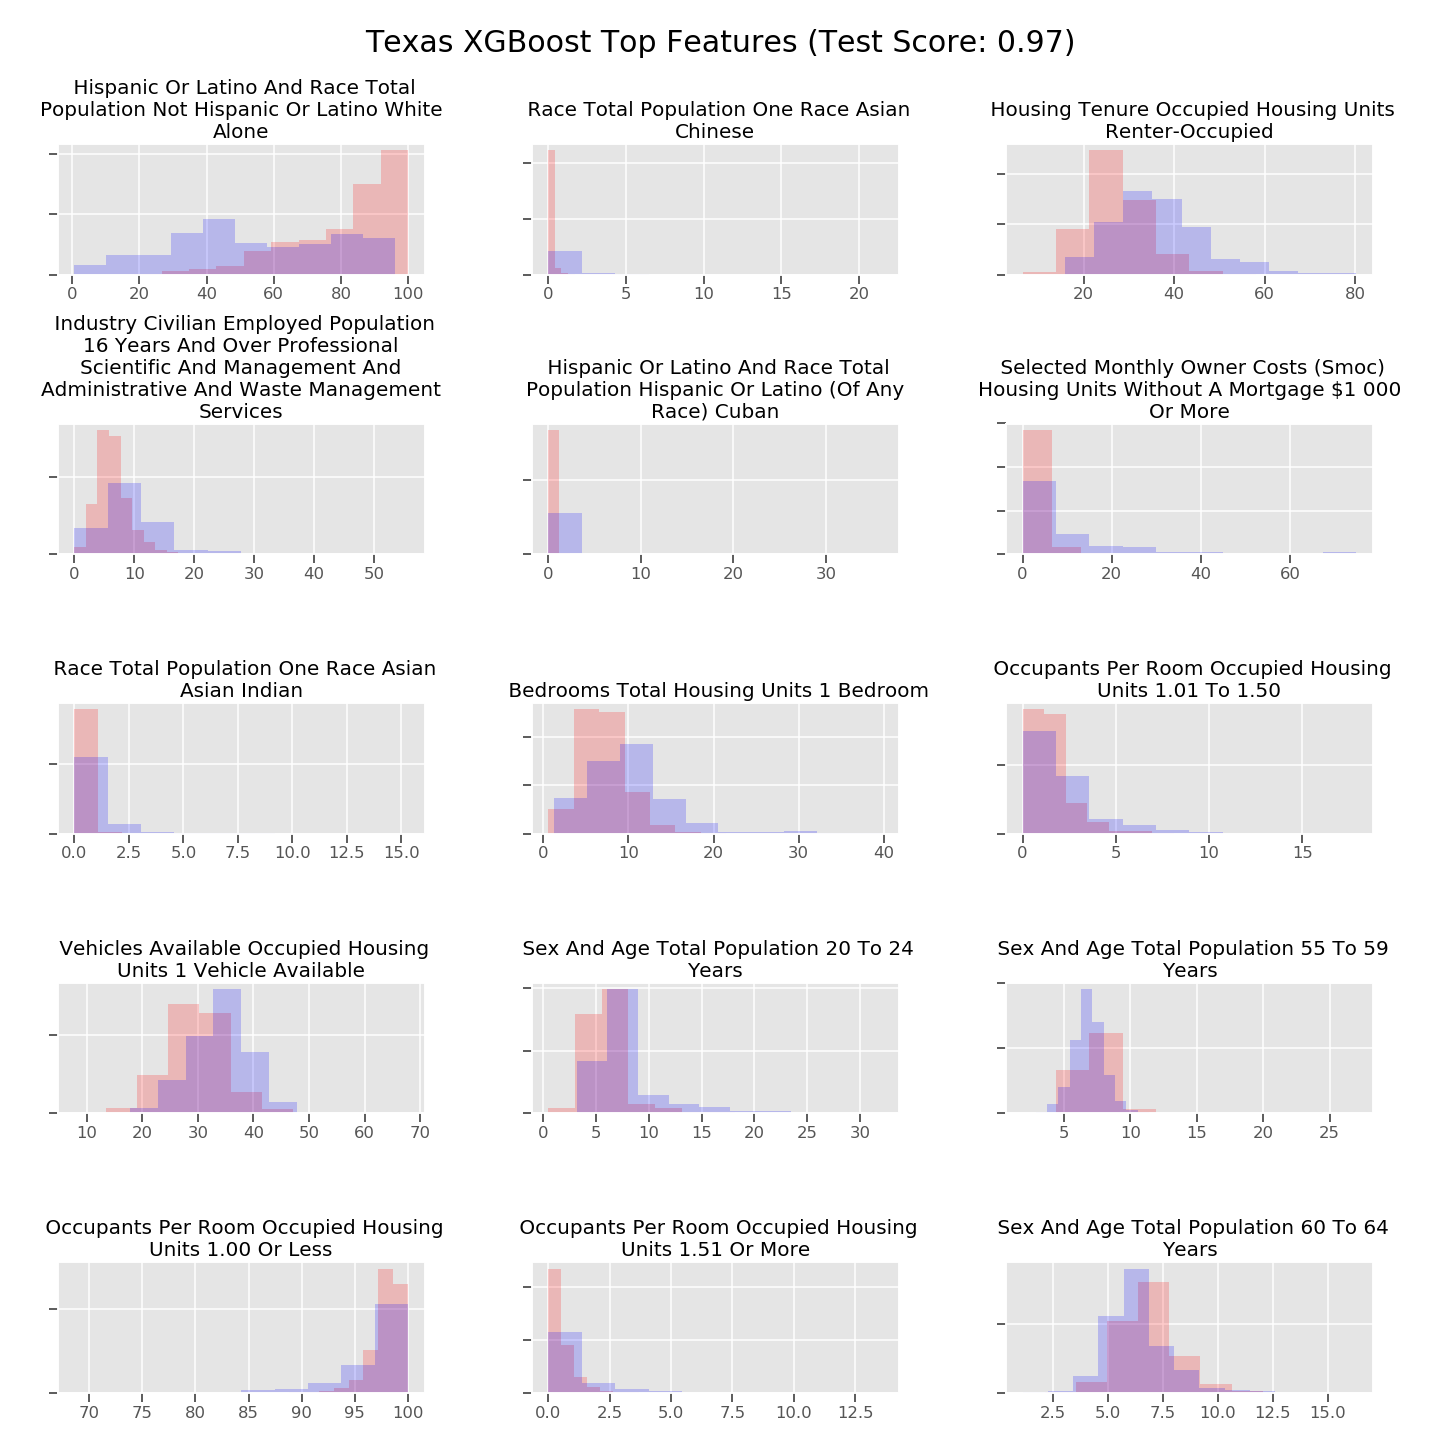 Texas XGBoost Top Features (Test Score: 0.97)
Hispanic Or Latino And Race Total
Population Not Hispanic Or Latino White
Alone
0 20 40 60 80 100
Race Total Population One Race Asian
Chinese
0 5 10 15 20
Housing Tenure Occupied Housing Units
Renter-Occupied
20 40 60 80
Industry Civilian Employed Population
16 Years And Over Professional
Scientific And Management And
Administrative And Waste Management
Services
0 10 20 30 40 50
Hispanic Or Latino And Race Total
Population Hispanic Or Latino (Of Any
Race) Cuban
0 10 20 30
Selected Monthly Owner Costs (Smoc)
Housing Units Without A Mortgage $1 000
Or More
0 20 40 60
Race Total Population One Race Asian
Asian Indian
0.0 2.5 5.0 7.5 10.0 12.5 15.0
Bedrooms Total Housing Units 1 Bedroom
0 10 20 30 40
Occupants Per Room Occupied Housing
Units 1.01 To 1.50
0 5 10 15
Vehicles Available Occupied Housing
Units 1 Vehicle Available
10 20 30 40 50 60 70
Sex And Age Total Population 20 To 24
Years
0 5 10 15 20 25 30
Sex And Age Total Population 55 To 59
Years
5 10 15 20 25
Occupants Per Room Occupied Housing
Units 1.00 Or Less
70 75 80 85 90 95 100
Occupants Per Room Occupied Housing
Units 1.51 Or More
0.0 2.5 5.0 7.5 10.0 12.5
Sex And Age Total Population 60 To 64
Years
2.5 5.0 7.5 10.0 12.5 15.0